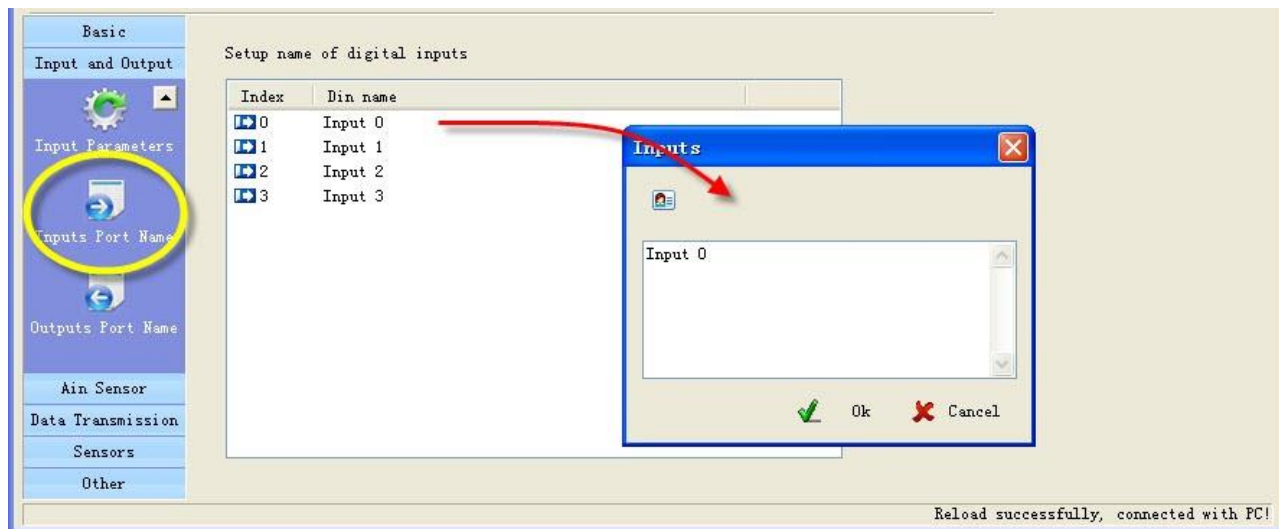 Basic
Input and Output
Input Parameters
Inputs Port Name
Outputs Port Name
Ain Sensor
Data Transmission
Sensors
Other
Setup name of digital inputs
Index Din name
0 Input 0
1 Input 1
2 Input 2
3 Input 3
Inputs
Input 0
Ok Cancel
Reload successfully, connected with PC!